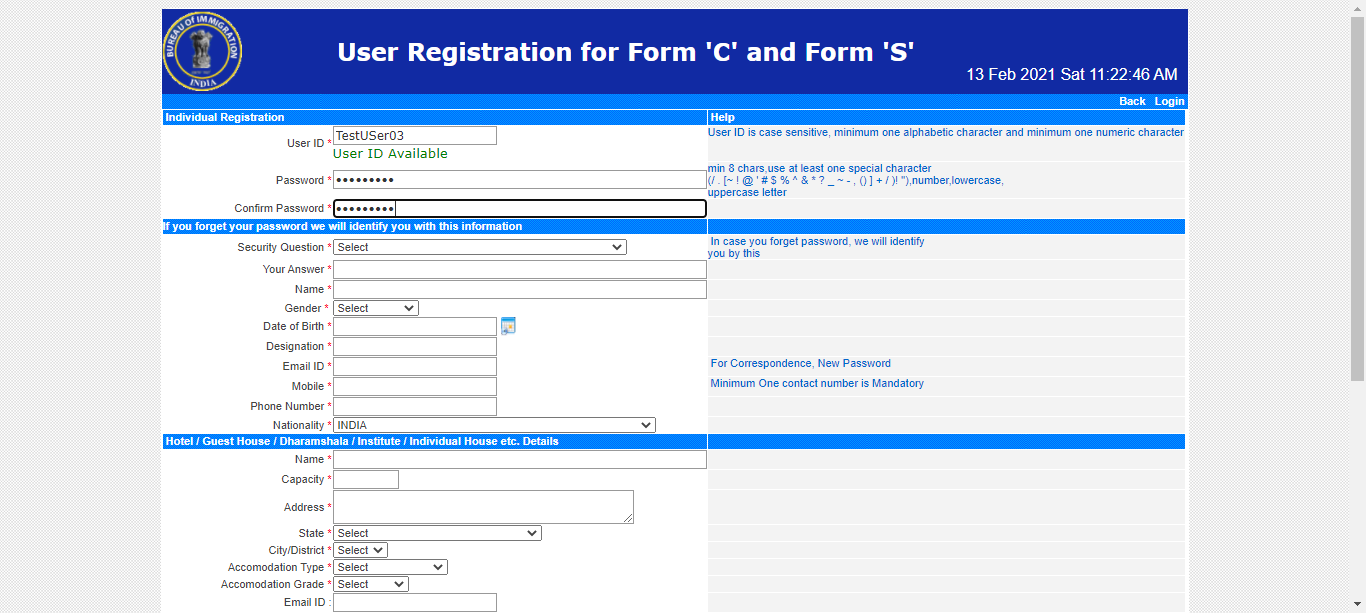 BUREAU OF IMMIGRATION
INDIA
User Registration for Form 'C' and Form 'S'
13 Feb 2021 Sat 11:22:46 AM
Back Login
Individual Registration Help
User ID * TestUSer03 User ID is case sensitive, minimum one alphabetic character and minimum one numeric character
User ID Available
min 8 chars,use at least one special character
Password * ••••••••• (/ . [~ ! @ ' # $ % ^ & * ? _ ~ - , () ] + / )! "),number,lowercase,
uppercase letter
Confirm Password * •••••••••
If you forget your password we will identify you with this information
Security Question * Select In case you forget password, we will identify
you by this
Your Answer *
Name *
Gender * Select
Date of Birth *
Designation *
Email ID * For Correspondence, New Password
Mobile * Minimum One contact number is Mandatory
Phone Number *
Nationality * INDIA
Hotel / Guest House / Dharamshala / Institute / Individual House etc. Details
Name *
Capacity *
Address *
State * Select
City/District * Select
Accomodation Type * Select
Accomodation Grade * Select
Email ID :